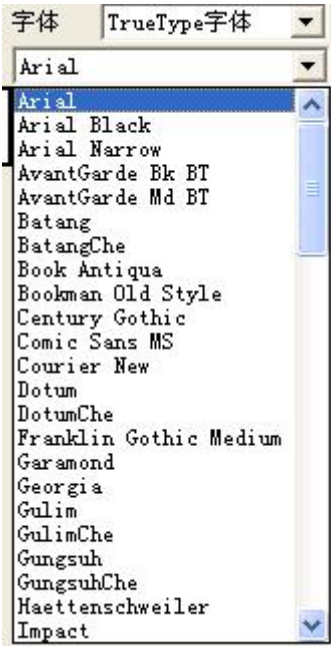 字体 TrueType字体
Arial
Arial
Arial Black
Arial Narrow
AvantGarde Bk BT
AvantGarde Md BT
Batang
BatangChe
Book Antiqua
Bookman Old Style
Century Gothic
Comic Sans MS
Courier New
Dotum
DotumChe
Franklin Gothic Medium
Garamond
Georgia
Gulim
GulimChe
Gungsuh
GungsuhChe
Haettenschweiler
Impact